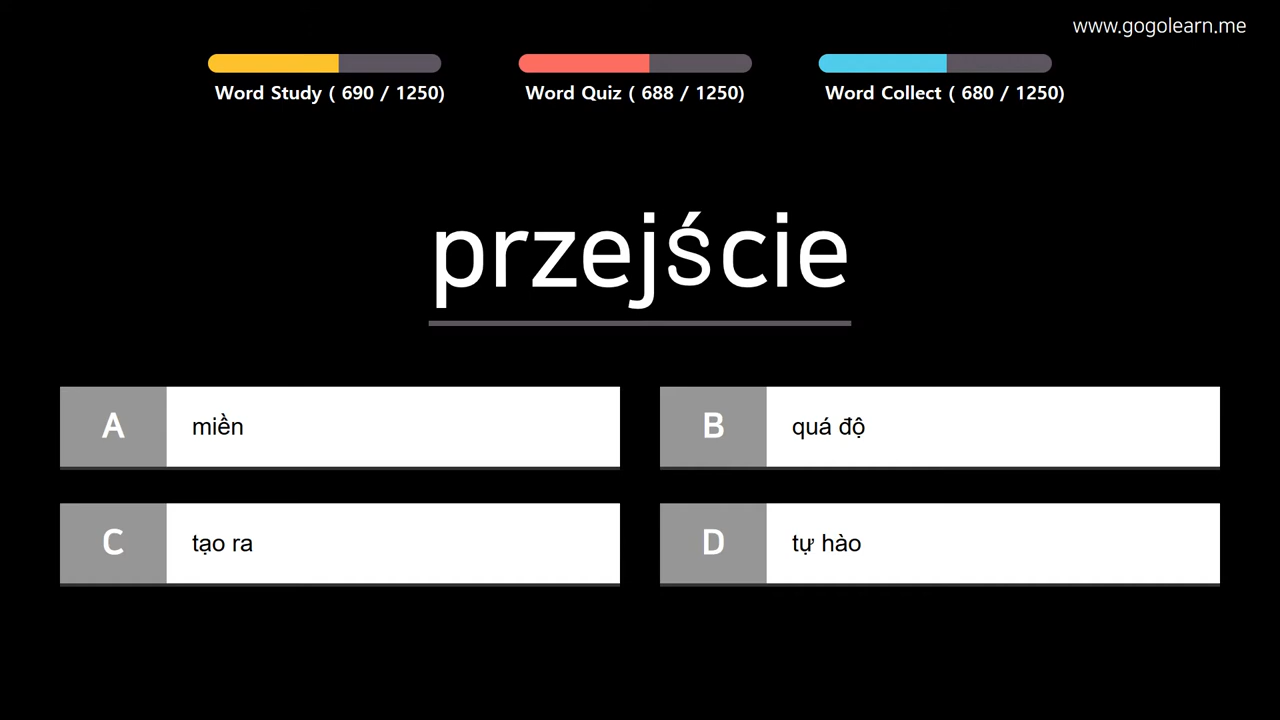 www.gogolearn.me
Word Study ( 690 / 1250)
Word Quiz ( 688 / 1250)
Word Collect ( 680 / 1250)
przejście
A miền
B quá độ
C tạo ra
D tự hào